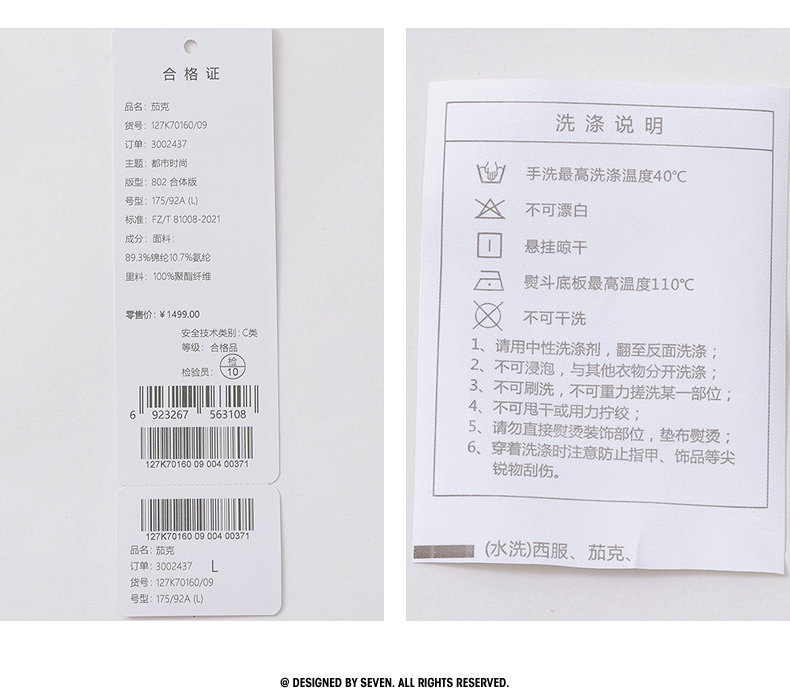 合格证
品名：茄克
货号：127K70160/09
订单：3002437
主题：都市时尚
版型：802 合体版
号型：175/92A (L)
标准：FZ/T 81008-2021
成分：面料：
89.3%锦纶10.7%氨纶
里料：100%聚酯纤维
零售价：¥1499.00
安全技术类别：C类
等级：合格品
检验员：检 10
6 923267 563108
127K70160 09 004 00371
127K70160 09 004 00371
品名：茄克
订单：3002437 L
货号：127K70160/09
号型：175/92A (L)
洗涤说明
手洗最高洗涤温度40℃
不可漂白
悬挂晾干
熨斗底板最高温度110℃
不可干洗
1、请用中性洗涤剂，翻至反面洗涤；
2、不可浸泡，与其他衣物分开洗涤；
3、不可刷洗，不可重力搓洗某一部位；
4、不可甩干或用力拧绞；
5、请勿直接熨烫装饰部位，垫布熨烫；
6、穿着洗涤时注意防止指甲、饰品等尖
锐物刮伤。
(水洗)西服、茄克、
@ DESIGNED BY SEVEN. ALL RIGHTS RESERVED.